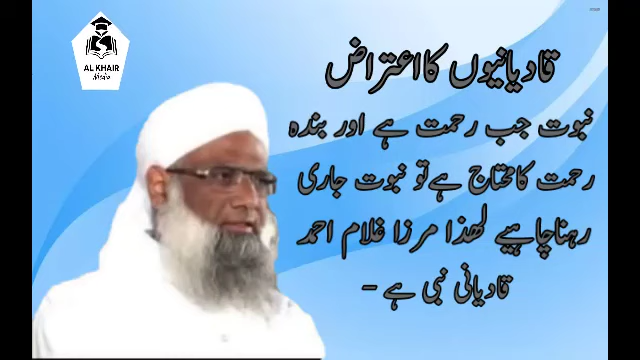 AL KHAIR
Media
قادیانیوں کا اعتراض
نبوت جب رحمت ہے اور بندہ
رحمت کا محتاج ہے تو نبوت جاری
رہنا چاہیے لھذا مرزا غلام احمد
قادیانی نبی ہے -